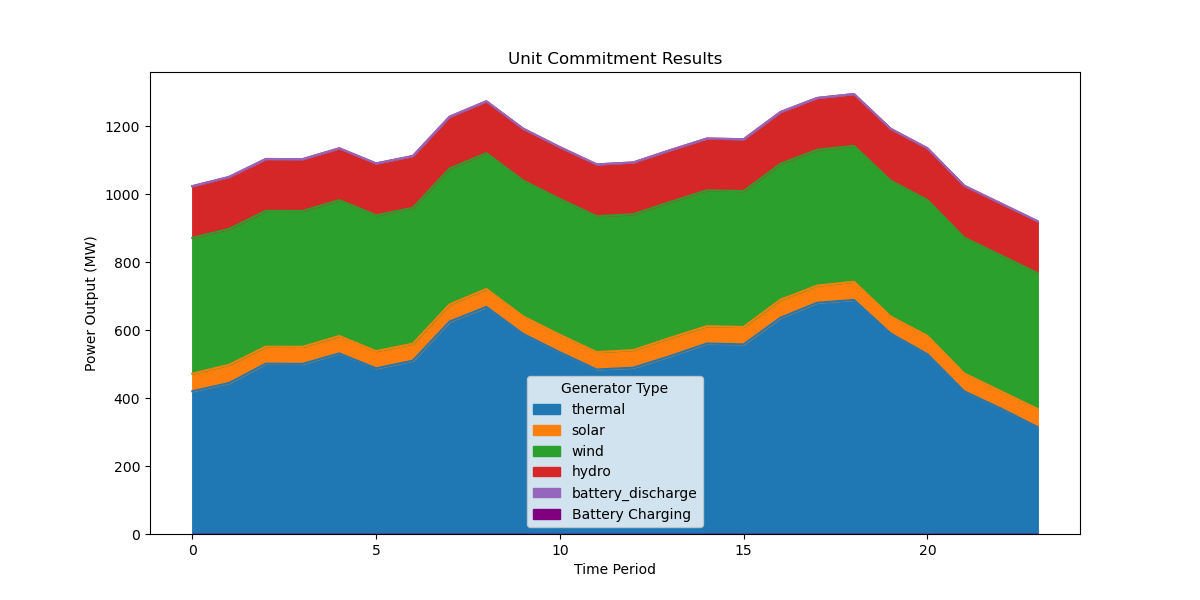 Unit Commitment Results
Power Output (MW)
1200
1000
800
600
400
200
0
Generator Type
thermal
solar
wind
hydro
battery_discharge
Battery Charging
0 5 10 15 20
Time Period